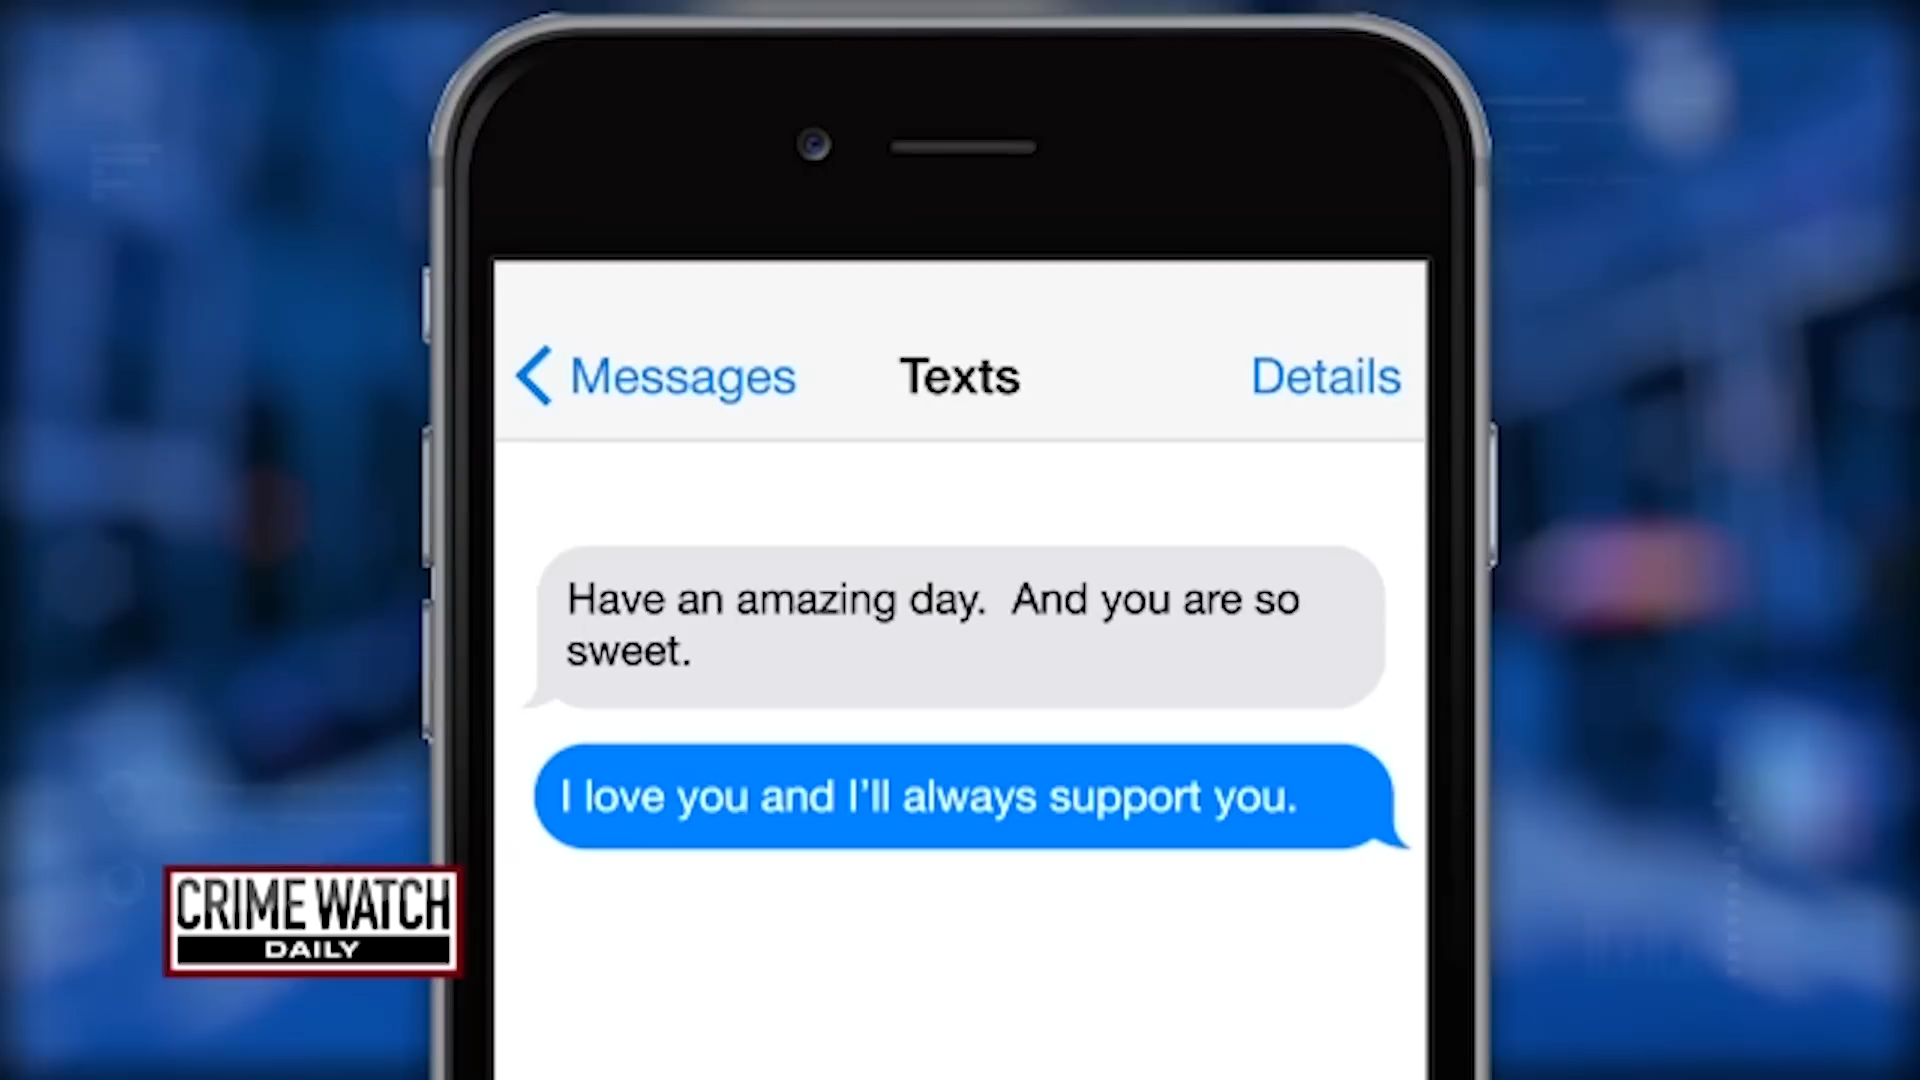 Messages Texts Details
Have an amazing day.  And you are so
sweet.
I love you and I'll always support you.
CRIME WATCH
DAILY